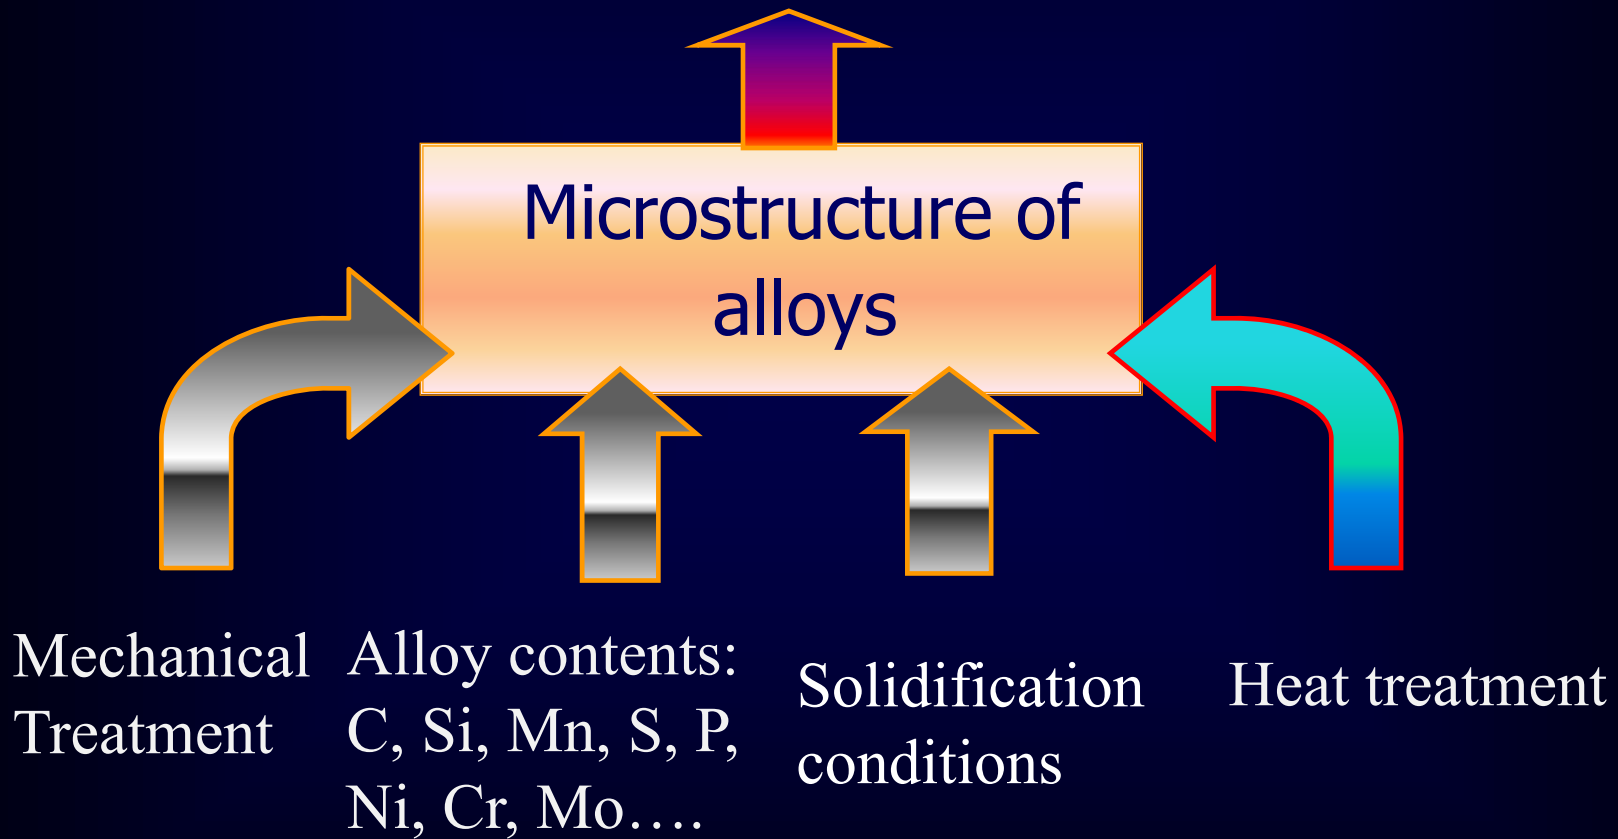 Microstructure of
alloys
Mechanical
Treatment
Alloy contents:
C, Si, Mn, S, P,
Ni, Cr, Mo….
Solidification
conditions
Heat treatment